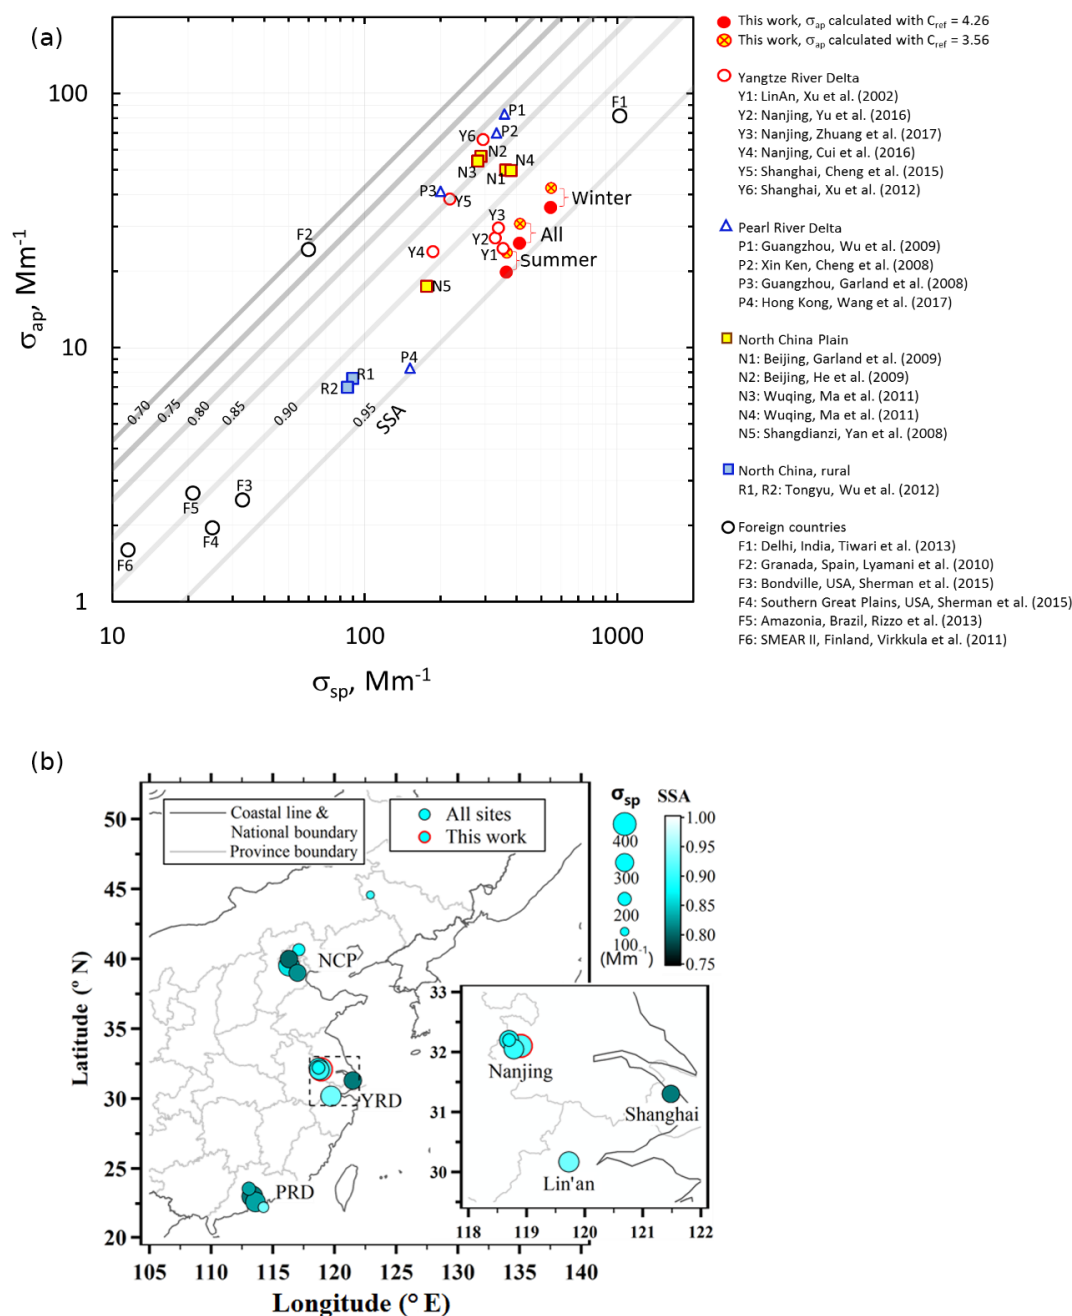 (a)
This work, σap calculated with Cref = 4.26
This work, σap calculated with Cref = 3.56
Yangtze River Delta
Y1: LinAn, Xu et al. (2002)
Y2: Nanjing, Yu et al. (2016)
Y3: Nanjing, Zhuang et al. (2017)
Y4: Nanjing, Cui et al. (2016)
Y5: Shanghai, Cheng et al. (2015)
Y6: Shanghai, Xu et al. (2012)
Pearl River Delta
P1: Guangzhou, Wu et al. (2009)
P2: Xin Ken, Cheng et al. (2008)
P3: Guangzhou, Garland et al. (2008)
P4: Hong Kong, Wang et al. (2017)
North China Plain
N1: Beijing, Garland et al. (2009)
N2: Beijing, He et al. (2009)
N3: Wuqing, Ma et al. (2011)
N4: Wuqing, Ma et al. (2011)
N5: Shangdianzi, Yan et al. (2008)
North China, rural
R1, R2: Tongyu, Wu et al. (2012)
Foreign countries
F1: Delhi, India, Tiwari et al. (2013)
F2: Granada, Spain, Lyamani et al. (2010)
F3: Bondville, USA, Sherman et al. (2015)
F4: Southern Great Plains, USA, Sherman et al. (2015)
F5: Amazonia, Brazil, Rizzo et al. (2013)
F6: SMEAR II, Finland, Virkkula et al. (2011)
σap, Mm-1
100
10
1
F1
P1
P2
Y6
N2
N3
N4
N1
P3
Y5
Winter
Y3
F2
Y2
All
Y4
Y1
Summer
N5
P4
R1
R2
0.70
0.75
0.80
0.85
0.90
0.95
SSA
F3
F5
F4
F6
10
100
1000
σsp, Mm-1
(b)
Coastal line &
National boundary
Province boundary
All sites
This work
σsp
400
300
200
100
(Mm-1)
SSA
1.00
0.95
0.90
0.85
0.80
0.75
Latitude (° N)
50
45
40
35
30
25
20
NCP
YRD
PRD
105
110
115
120
125
130
135
140
Longitude (° E)
33
32
31
30
Nanjing
Shanghai
Lin'an
118
119
120
121
122